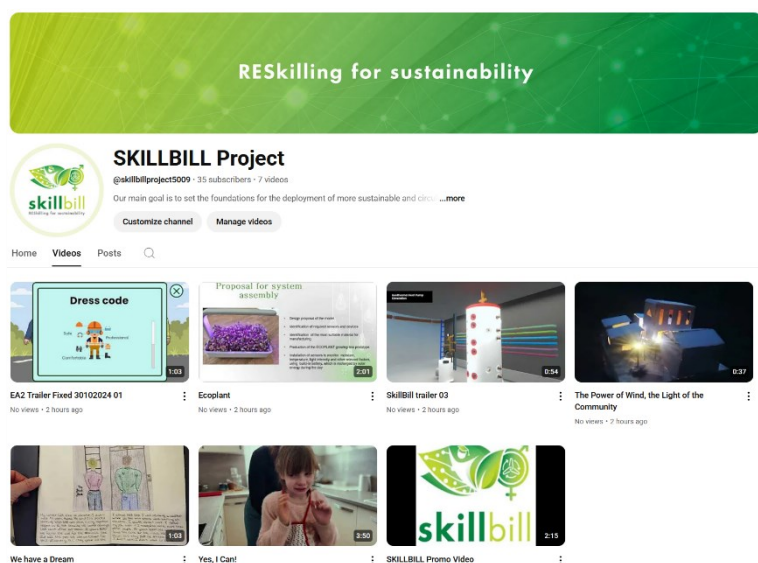 RESkilling for sustainability
SKILLBILL Project
skillbill
RESkilling for sustainability
@skillbillproject5009 · 35 subscribers · 7 videos
Our main goal is to set the foundations for the deployment of more sustainable and circu ...more
Customize channel
Manage videos
Home
Videos
Posts
Dress code
1:03
Proposal for system
assembly
2:01
0:54
0:37
EA2 Trailer Fixed 30102024 01
No views • 2 hours ago
Ecoplant
No views • 2 hours ago
SkillBill trailer 03
No views • 2 hours ago
The Power of Wind, the Light of the
Community
No views • 2 hours ago
1:03
3:50
skillbill
2:15
We have a Dream
Yes, I Can!
SKILLBILL Promo Video